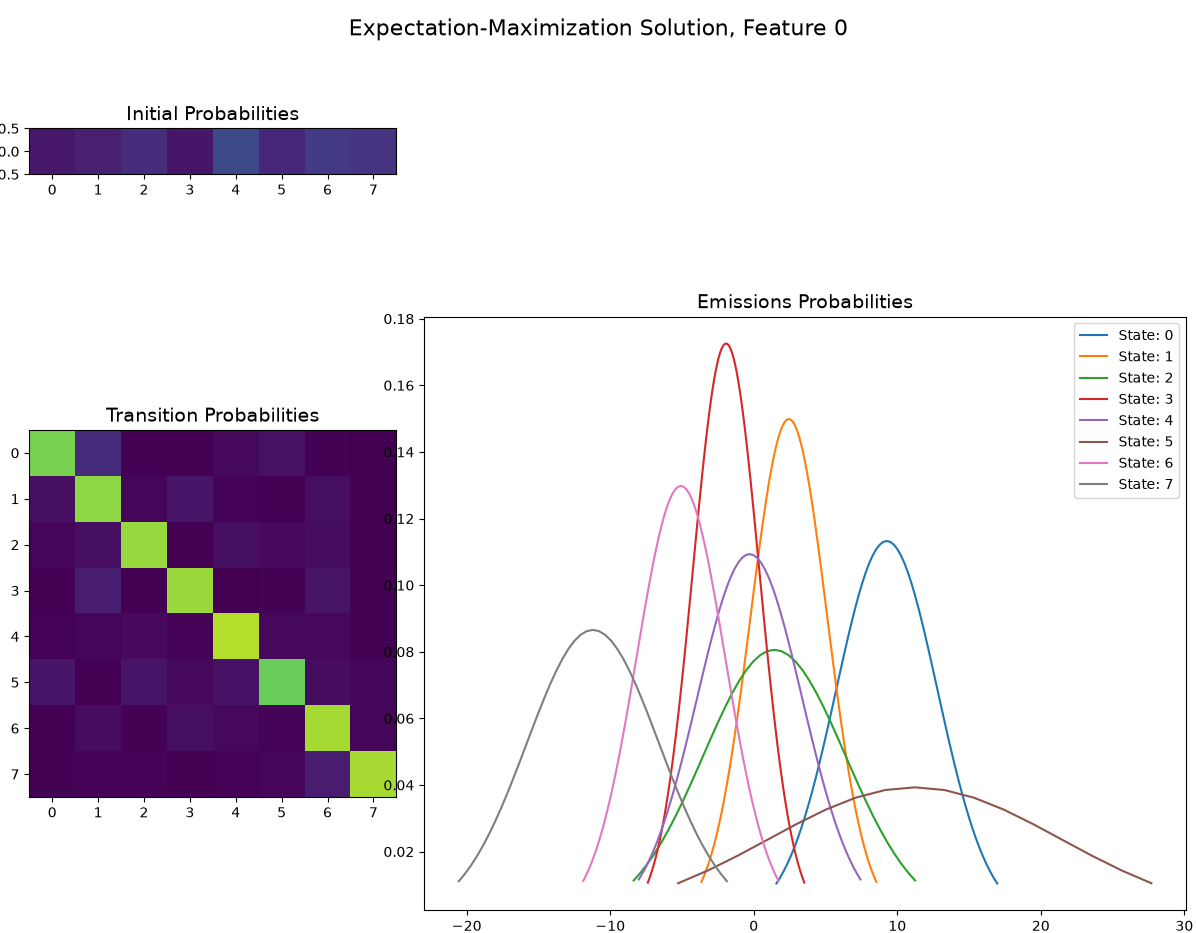 Expectation-Maximization Solution, Feature 0
Initial Probabilities
0.5
0.0
0.5
0 1 2 3 4 5 6 7
Emissions Probabilities
0.18
0.16
0.14
0.12
0.10
0.08
0.06
0.04
0.02
−20 −10 0 10 20 30
State: 0
State: 1
State: 2
State: 3
State: 4
State: 5
State: 6
State: 7
Transition Probabilities
0
1
2
3
4
5
6
7
0 1 2 3 4 5 6 7